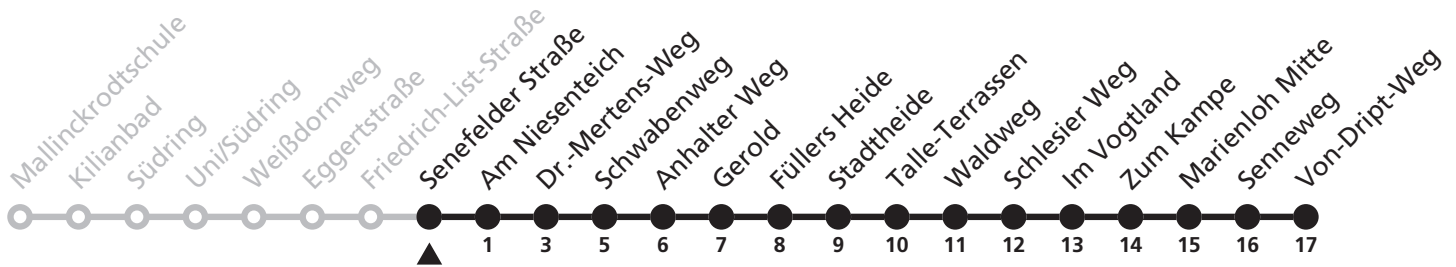 Mallinckrodtschule
Kilianbad
Südring
Uni/Südring
Weißdornweg
Eggertstraße
Friedrich-List-Straße
Senefelder Straße
Am Niesenteich
Dr.-Mertens-Weg
Schwabenweg
Anhalter Weg
Gerold
Füllers Heide
Stadtheide
Talle-Terrassen
Waldweg
Schlesier Weg
Im Vogtland
Zum Kampe
Marienloh Mitte
Senneweg
Von-Dript-Weg
1 3 5 6 7 8 9 10 11 12 13 14 15 16 17